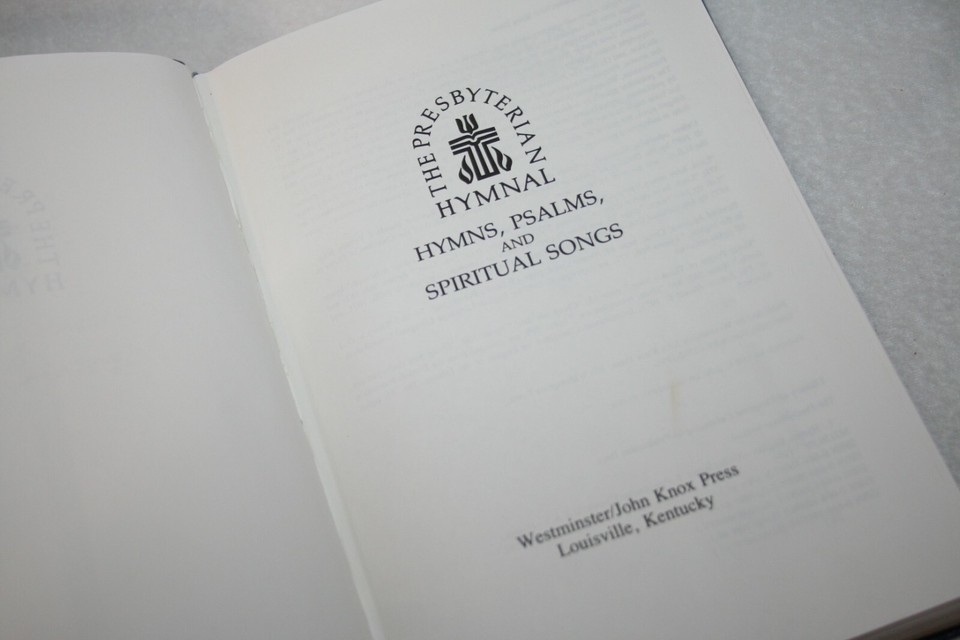 THE PRESBYTERIAN
HYMNAL
HYMNS, PSALMS,
AND
SPIRITUAL SONGS
Westminster/John Knox Press
Louisville, Kentucky